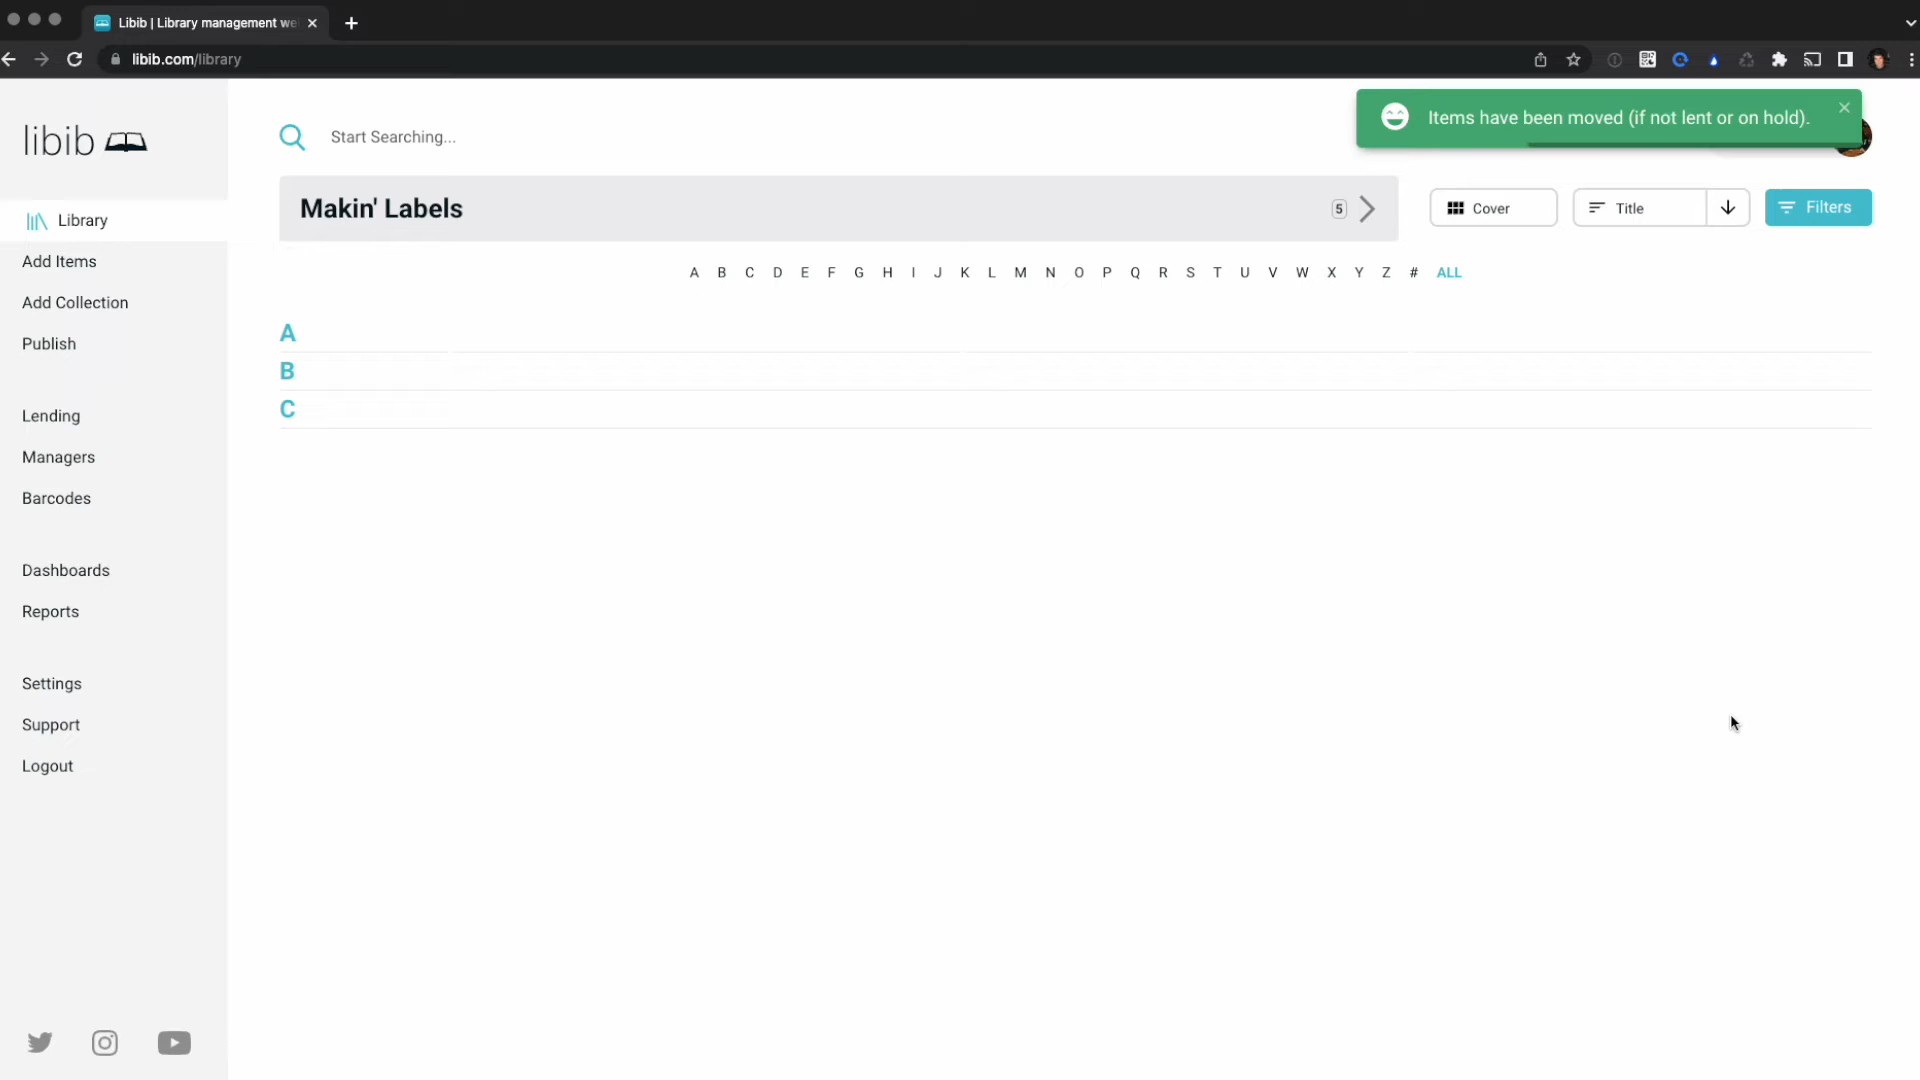 Libib | Library management we
libib.com/library
libib
Start Searching...
Items have been moved (if not lent or on hold).
Makin' Labels
5
Cover
Title
Filters
A B C D E F G H I J K L M N O P Q R S T U V W X Y Z # ALL
A
B
C
Library
Add Items
Add Collection
Publish
Lending
Managers
Barcodes
Dashboards
Reports
Settings
Support
Logout